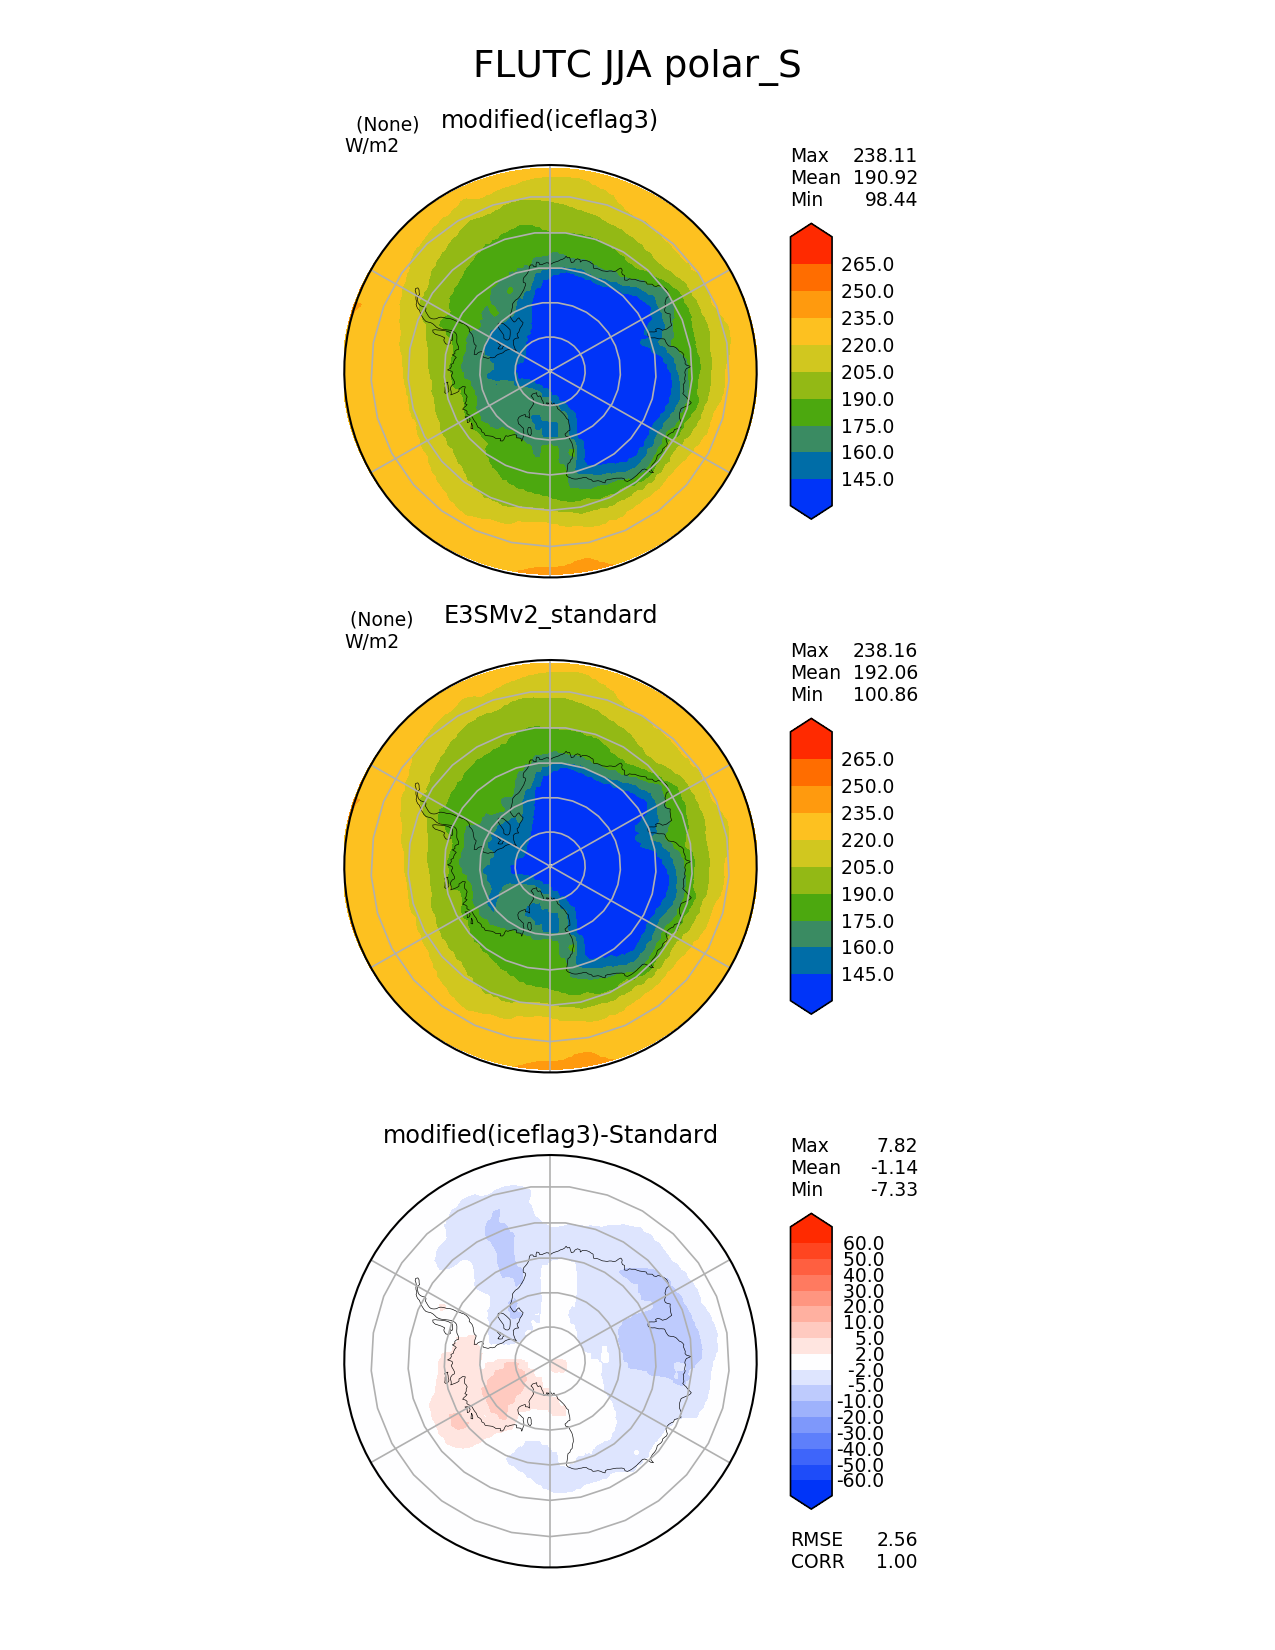 FLUTC JJA polar_S
(None) modified(iceflag3)
W/m2
Max 238.11
Mean 190.92
Min 98.44
265.0
250.0
235.0
220.0
205.0
190.0
175.0
160.0
145.0
(None) E3SMv2_standard
W/m2
Max 238.16
Mean 192.06
Min 100.86
265.0
250.0
235.0
220.0
205.0
190.0
175.0
160.0
145.0
modified(iceflag3)-Standard
Max 7.82
Mean -1.14
Min -7.33
60.0
50.0
40.0
30.0
20.0
10.0
5.0
2.0
-2.0
-5.0
-10.0
-20.0
-30.0
-40.0
-50.0
-60.0
RMSE 2.56
CORR 1.00